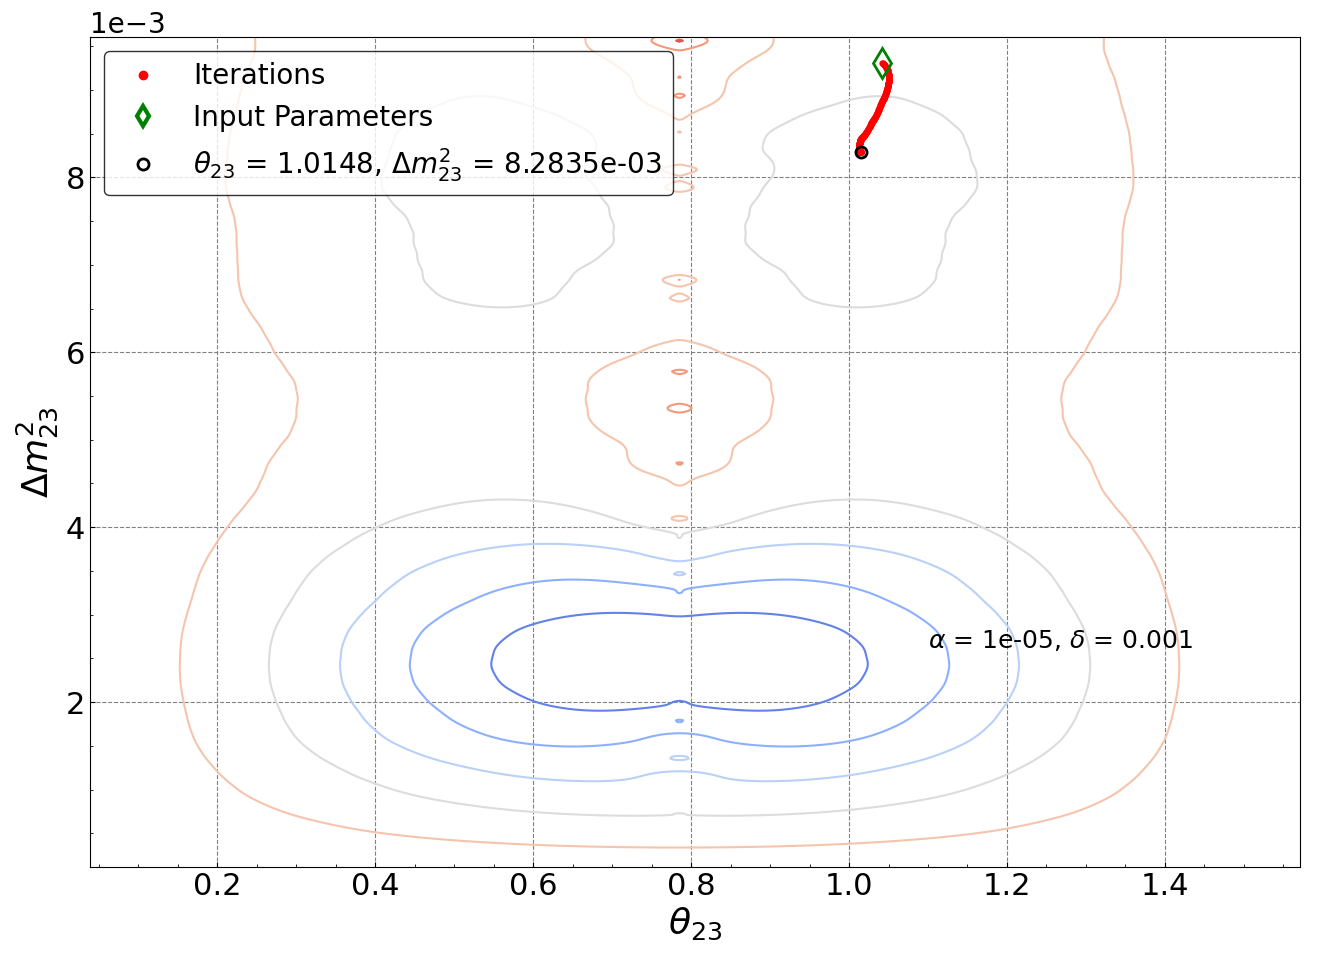 1e−3
Iterations
Input Parameters
θ₂₃ = 1.0148, Δm²₂₃ = 8.2835e-03
8
6
4
2
Δm²₂₃
α = 1e-05, δ = 0.001
0.2 0.4 0.6 0.8 1.0 1.2 1.4
θ₂₃